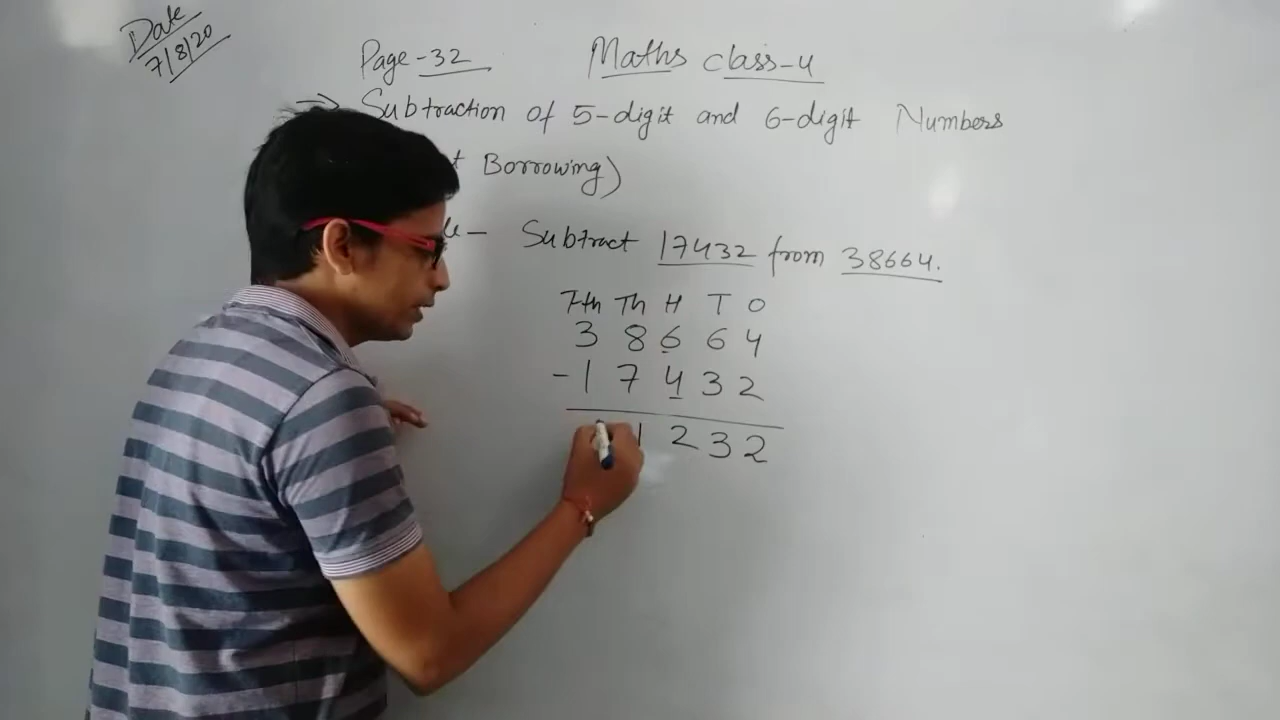 Date
7/8/20
Page-32 Maths class-4
→ Subtraction of 5-digit and 6-digit Numbers
Borrowing)
— Subtract 17432 from 38664.
Tth Th H T O
3 8 6 6 4
- 1 7 4 3 2
1 2 3 2